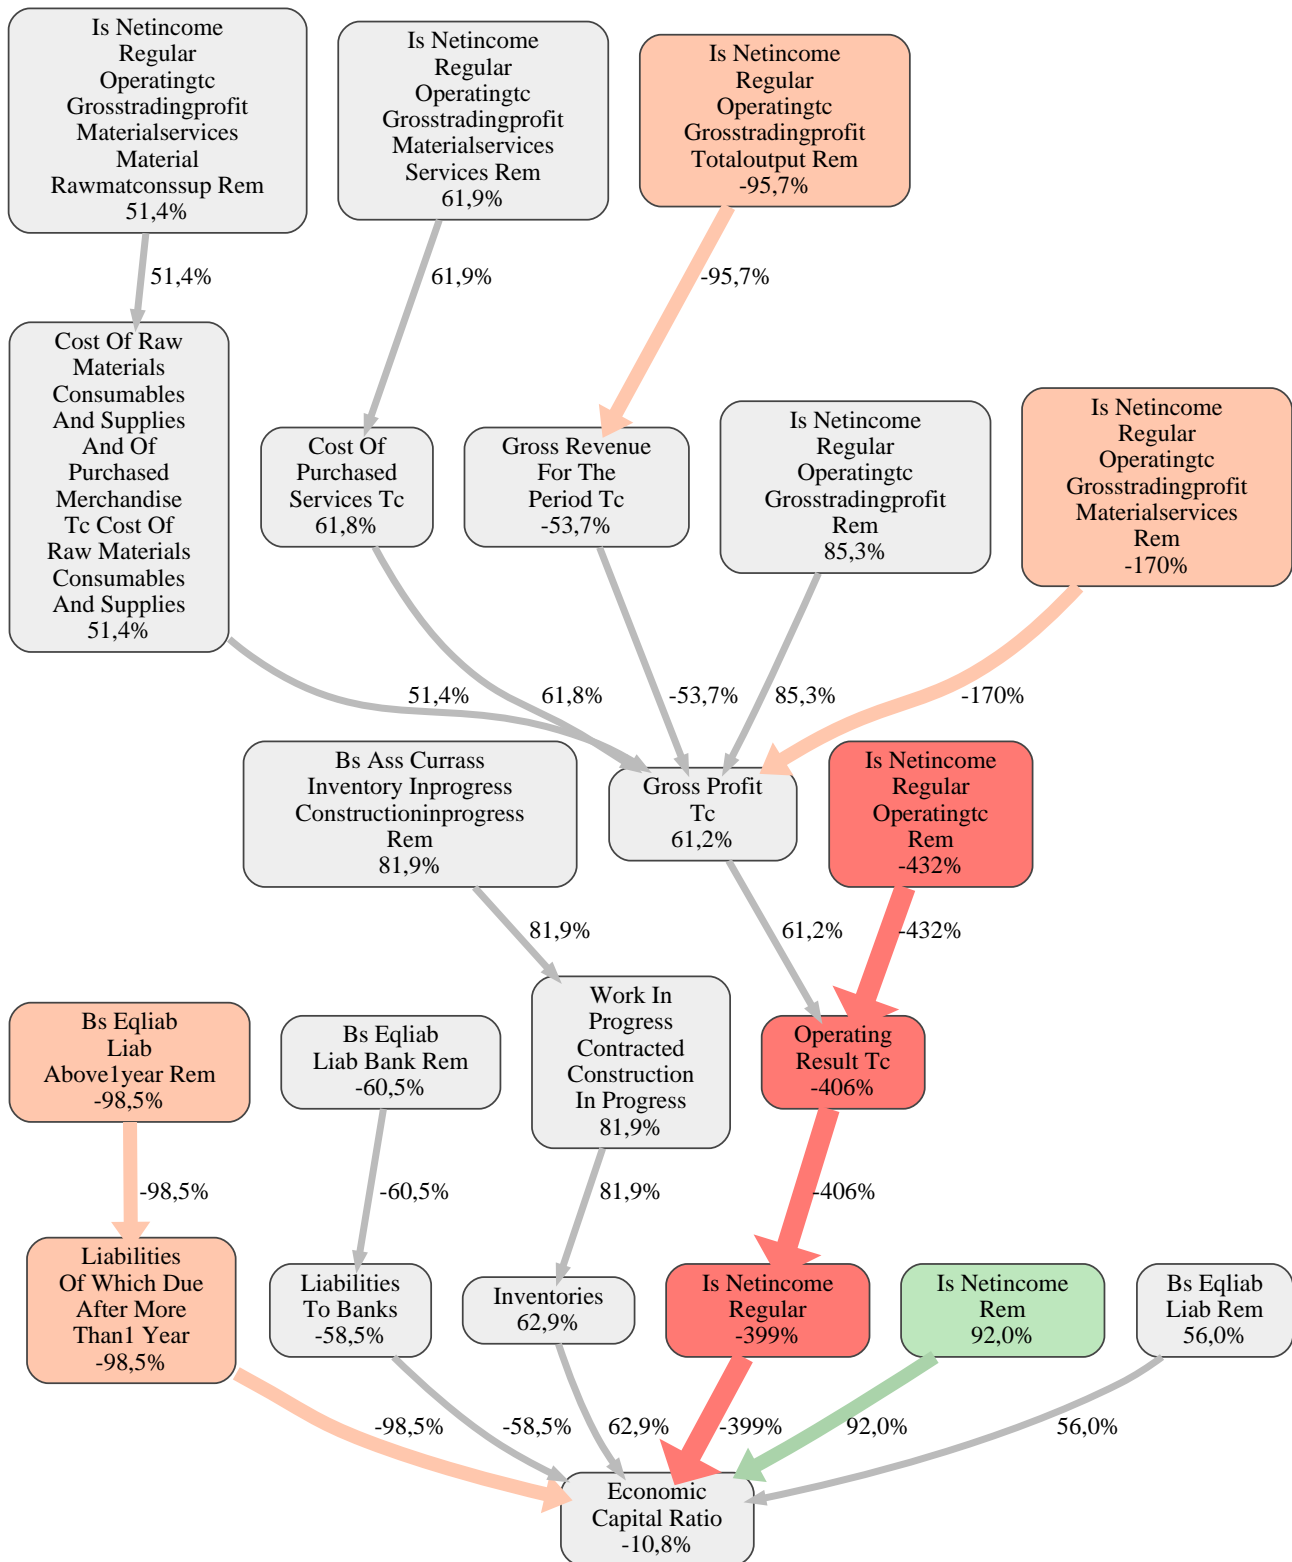 Is Netincome
Regular
Operatingtc
Grosstradingprofit
Materialservices
Material
Rawmatconssup Rem
51,4%
Is Netincome
Regular
Operatingtc
Grosstradingprofit
Materialservices
Services Rem
61,9%
Is Netincome
Regular
Operatingtc
Grosstradingprofit
Totaloutput Rem
-95,7%
51,4%
61,9%
-95,7%
Cost Of Raw
Materials
Consumables
And Supplies
And Of
Purchased
Merchandise
Tc Cost Of
Raw Materials
Consumables
And Supplies
51,4%
Cost Of
Purchased
Services Tc
61,8%
Gross Revenue
For The
Period Tc
-53,7%
Is Netincome
Regular
Operatingtc
Grosstradingprofit
Rem
85,3%
Is Netincome
Regular
Operatingtc
Grosstradingprofit
Materialservices
Rem
-170%
51,4%
61,8%
-53,7%
85,3%
-170%
Bs Ass Currass
Inventory Inprogress
Constructioninprogress
Rem
81,9%
Gross Profit
Tc
61,2%
Is Netincome
Regular
Operatingtc
Rem
-432%
81,9%
61,2%
-432%
Bs Eqliab
Liab
Above1year Rem
-98,5%
Bs Eqliab
Liab Bank Rem
-60,5%
Work In
Progress
Contracted
Construction
In Progress
81,9%
Operating
Result Tc
-406%
-98,5%
-60,5%
81,9%
-406%
Liabilities
Of Which Due
After More
Than1 Year
-98,5%
Liabilities
To Banks
-58,5%
Inventories
62,9%
Is Netincome
Regular
-399%
Is Netincome
Rem
92,0%
Bs Eqliab
Liab Rem
56,0%
-98,5%
-58,5%
62,9%
-399%
92,0%
56,0%
Economic
Capital Ratio
-10,8%